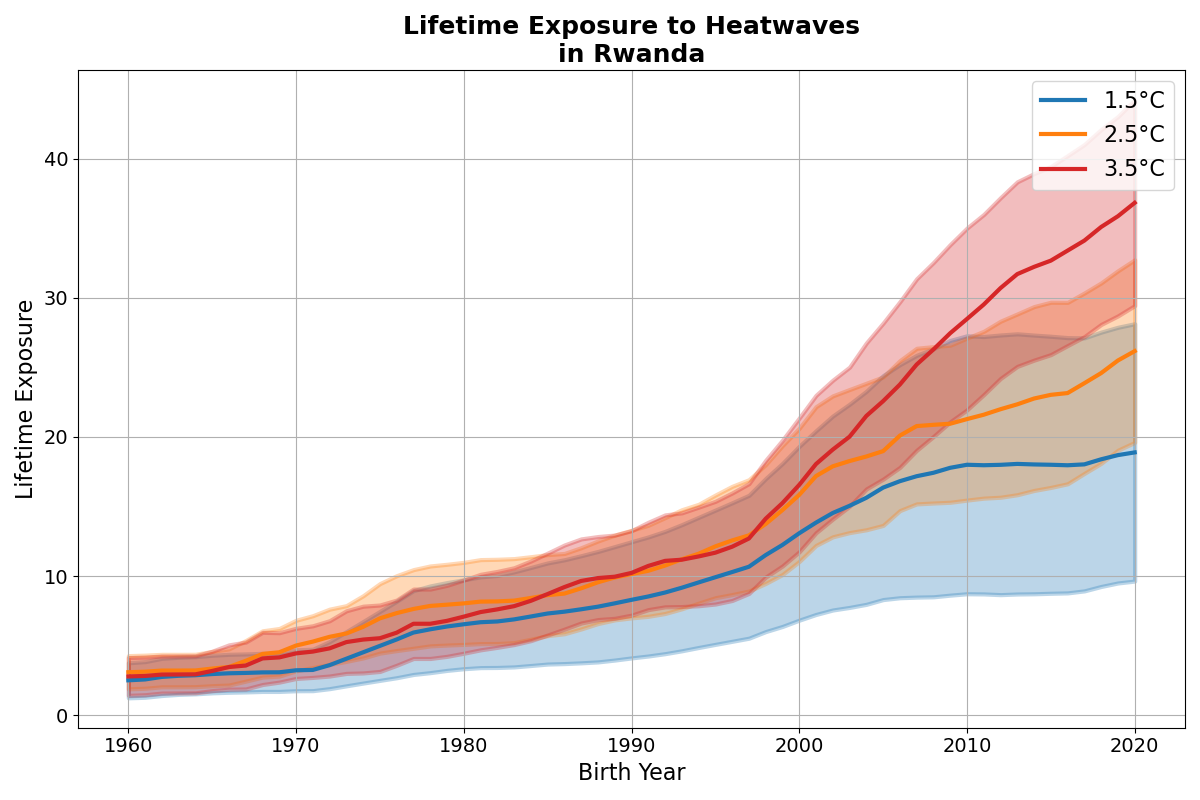 Lifetime Exposure to Heatwaves
in Rwanda
1.5°C
2.5°C
3.5°C
Lifetime Exposure
40
30
20
10
0
1960 1970 1980 1990 2000 2010 2020
Birth Year